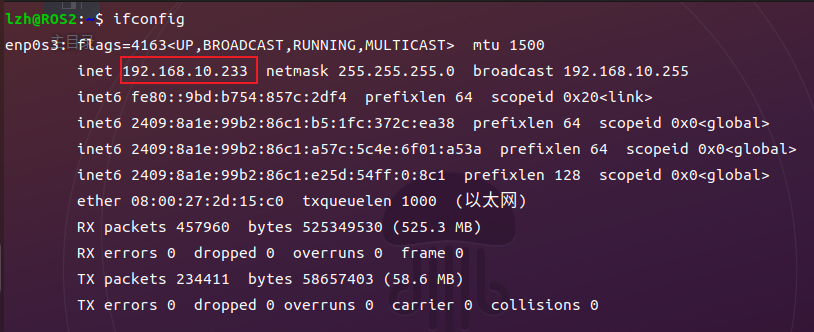 lzh@ROS2:~$ ifconfig
enp0s3: flags=4163<UP,BROADCAST,RUNNING,MULTICAST>  mtu 1500
主目录
inet 192.168.10.233  netmask 255.255.255.0  broadcast 192.168.10.255
inet6 fe80::9bd:b754:857c:2df4  prefixlen 64  scopeid 0x20<link>
inet6 2409:8a1e:99b2:86c1:b5:1fc:372c:ea38  prefixlen 64  scopeid 0x0<global>
inet6 2409:8a1e:99b2:86c1:a57c:5c4e:6f01:a53a  prefixlen 64  scopeid 0x0<global>
inet6 2409:8a1e:99b2:86c1:e25d:54ff:0:8c1  prefixlen 128  scopeid 0x0<global>
ether 08:00:27:2d:15:c0  txqueuelen 1000  (以太网)
RX packets 457960  bytes 525349530 (525.3 MB)
RX errors 0  dropped 0  overruns 0  frame 0
TX packets 234411  bytes 58657403 (58.6 MB)
TX errors 0  dropped 0 overruns 0  carrier 0  collisions 0